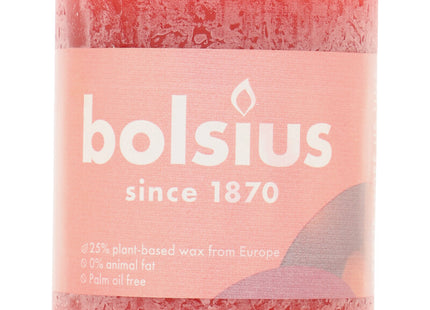 bolsius
since 1870
25% plant-based wax from Europe
0% animal fat
Palm oil free